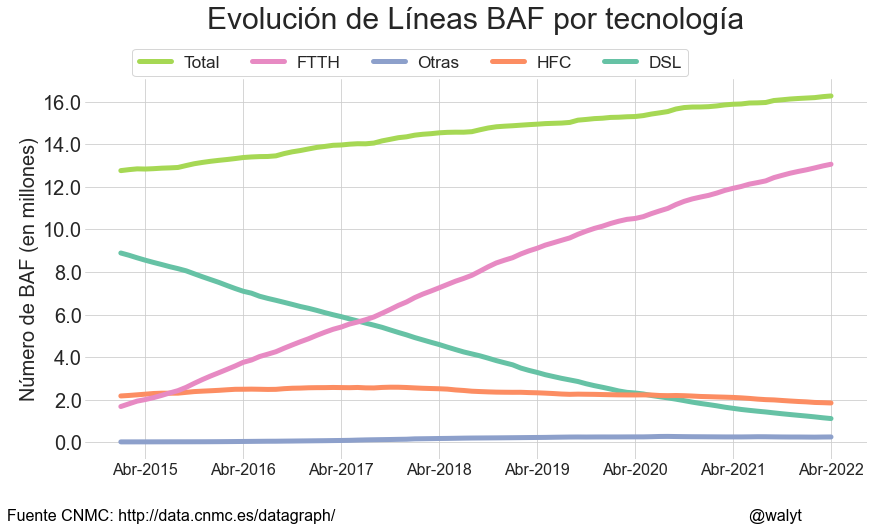 Evolución de Líneas BAF por tecnología
Total FTTH Otras HFC DSL
Número de BAF (en millones)
16.0
14.0
12.0
10.0
8.0
6.0
4.0
2.0
0.0
Abr-2015 Abr-2016 Abr-2017 Abr-2018 Abr-2019 Abr-2020 Abr-2021 Abr-2022
Fuente CNMC: http://data.cnmc.es/datagraph/ @walyt